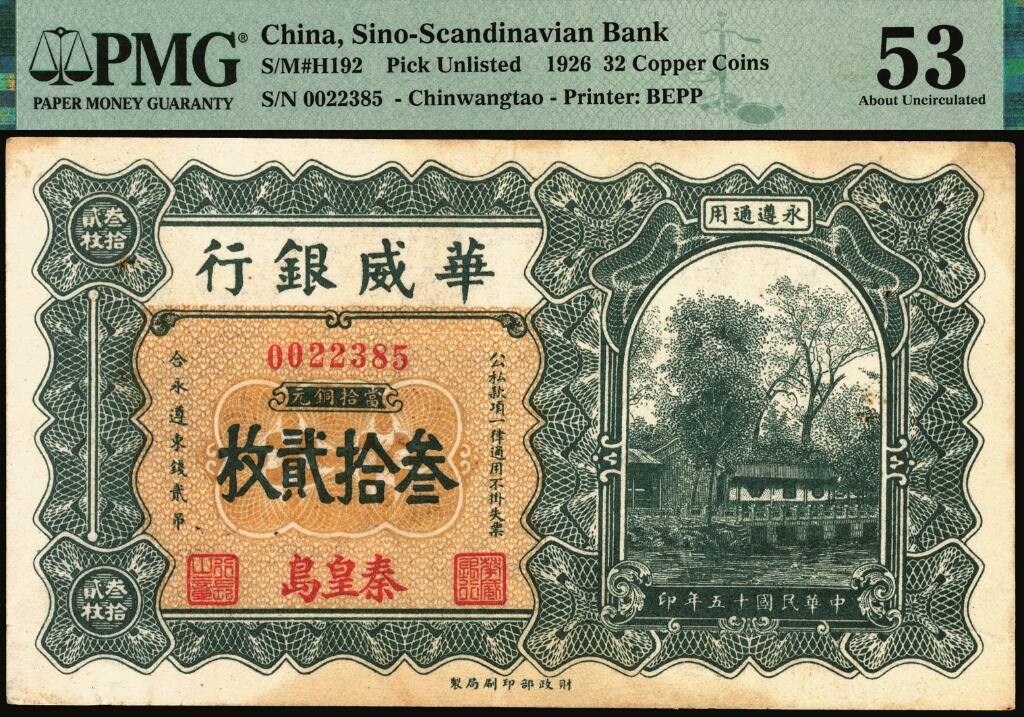 PMG®
PAPER MONEY GUARANTY
China, Sino-Scandinavian Bank
S/M#H192 Pick Unlisted 1926 32 Copper Coins
S/N 0022385 - Chinwangtao - Printer: BEPP
53
About Uncirculated
叁拾貳枚
華威銀行
永遵通用
0022385
當拾銅元
公私款項一律通用不掛失票
叁拾貳枚
合永遵東錢貳吊
秦皇島
叁拾貳枚
中華民國十五年印
財政部印刷局製